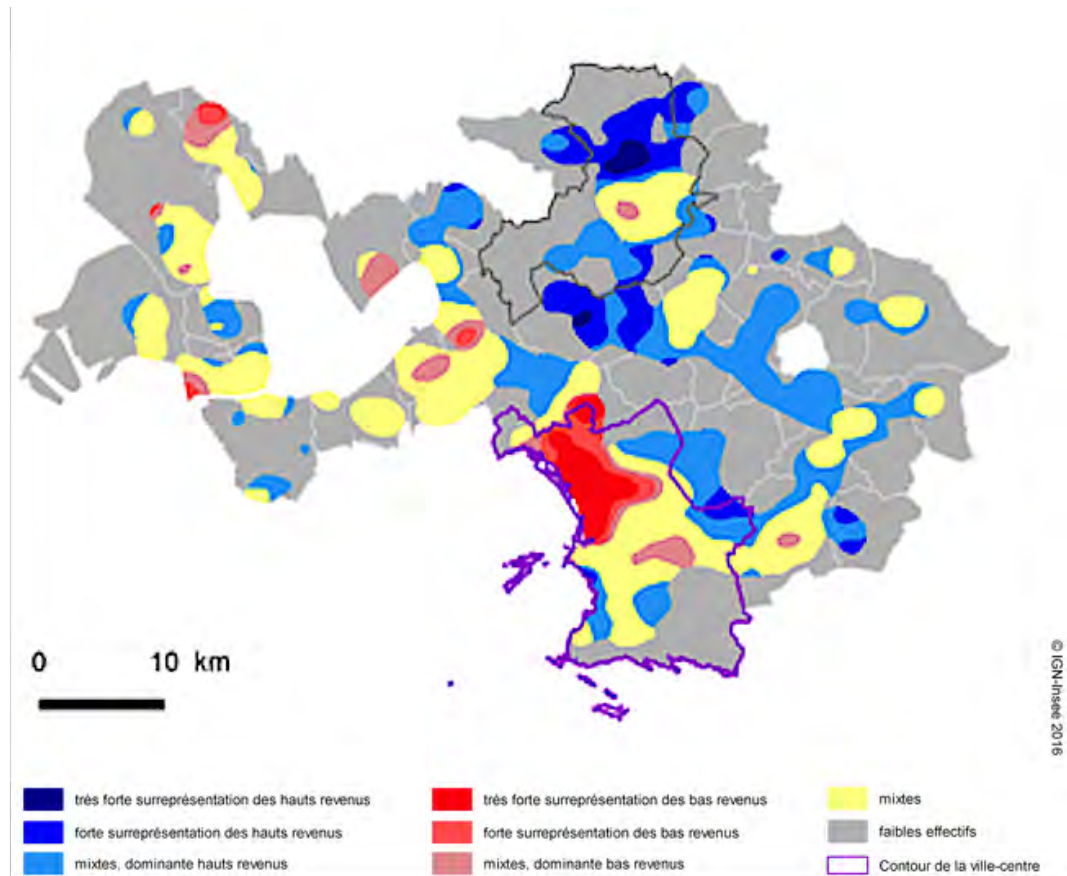 0 10 km
© IGN-Insee 2016
très forte surreprésentation des hauts revenus
forte surreprésentation des hauts revenus
mixtes, dominante hauts revenus
très forte surreprésentation des bas revenus
forte surreprésentation des bas revenus
mixtes, dominante bas revenus
mixtes
faibles effectifs
Contour de la ville-centre